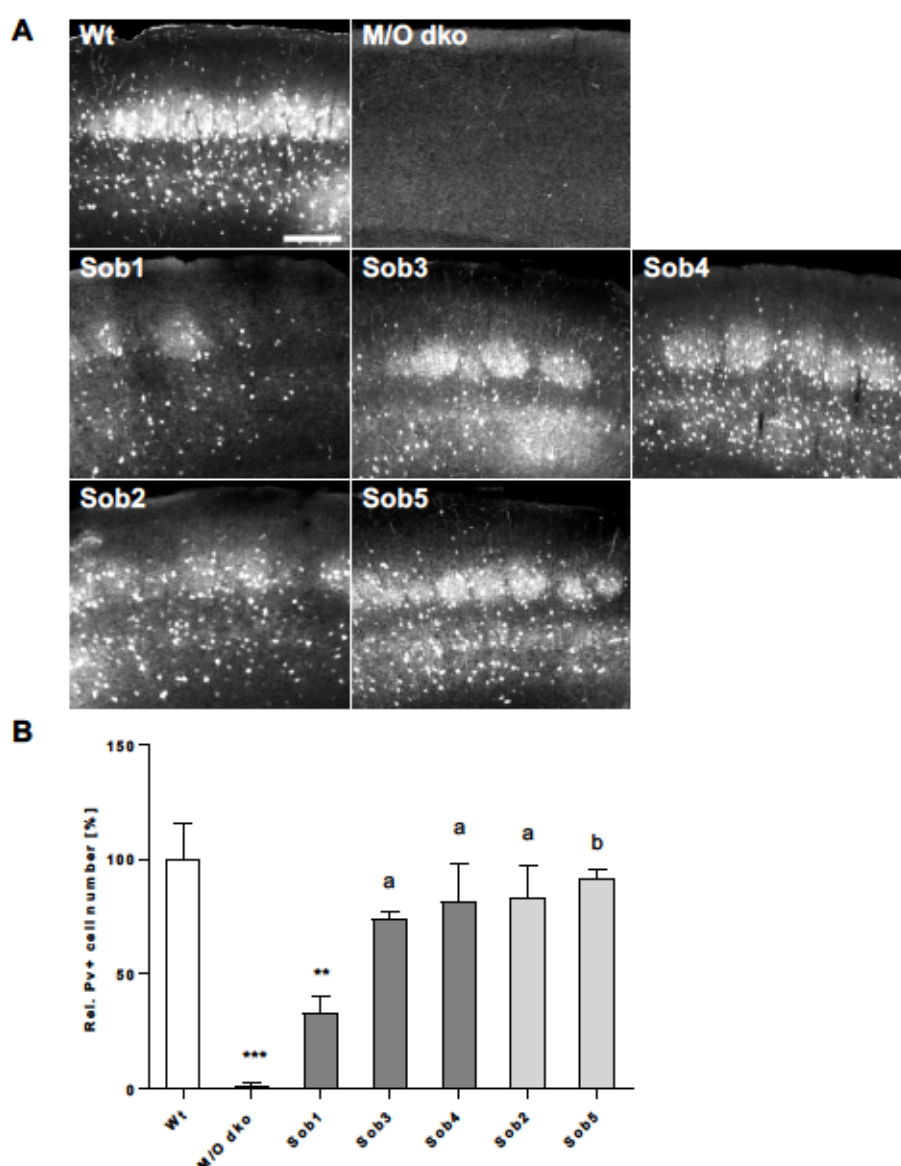 A
Wt M/O dko
Sob1 Sob3 Sob4
Sob2 Sob5
B
Rel. Pv+ cell number [%]
150
100
50
0
***
**
a
a
a
b
Wt
M/O dko
Sob1
Sob3
Sob4
Sob2
Sob5